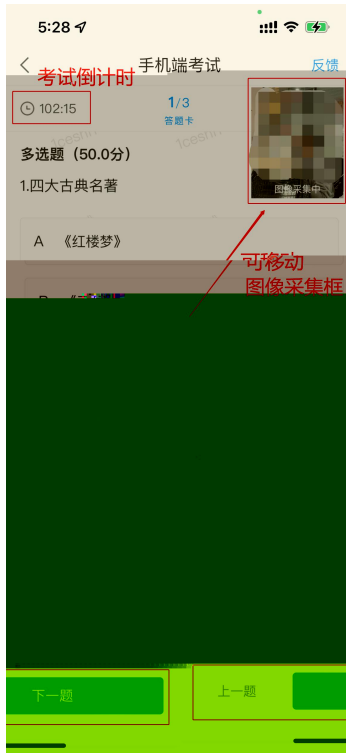 5:28
手机端考试
反馈
考试倒计时
102:15
1/3
答题卡
图像采集中
多选题（50.0分）
1.四大古典名著
A 《红楼梦》
可移动
图像采集框
下一题
上一题